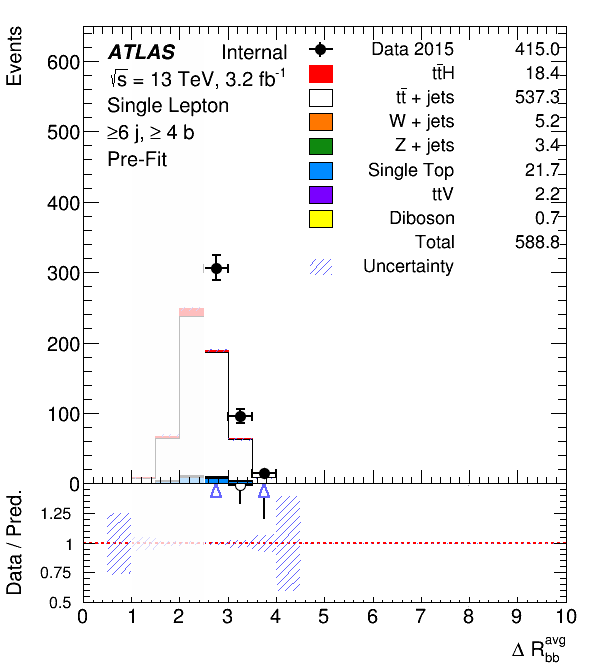 Events
600
500
400
300
200
100
0
ATLAS Internal
√s = 13 TeV, 3.2 fb⁻¹
Single Lepton
≥6 j, ≥ 4 b
Pre-Fit
Data 2015 415.0
tt̄H 18.4
tt̄ + jets 537.3
W + jets 5.2
Z + jets 3.4
Single Top 21.7
ttV 2.2
Diboson 0.7
Total 588.8
Uncertainty
Data / Pred.
1.25
1
0.75
0.5
0 1 2 3 4 5 6 7 8 9 10
Δ R_bb^avg